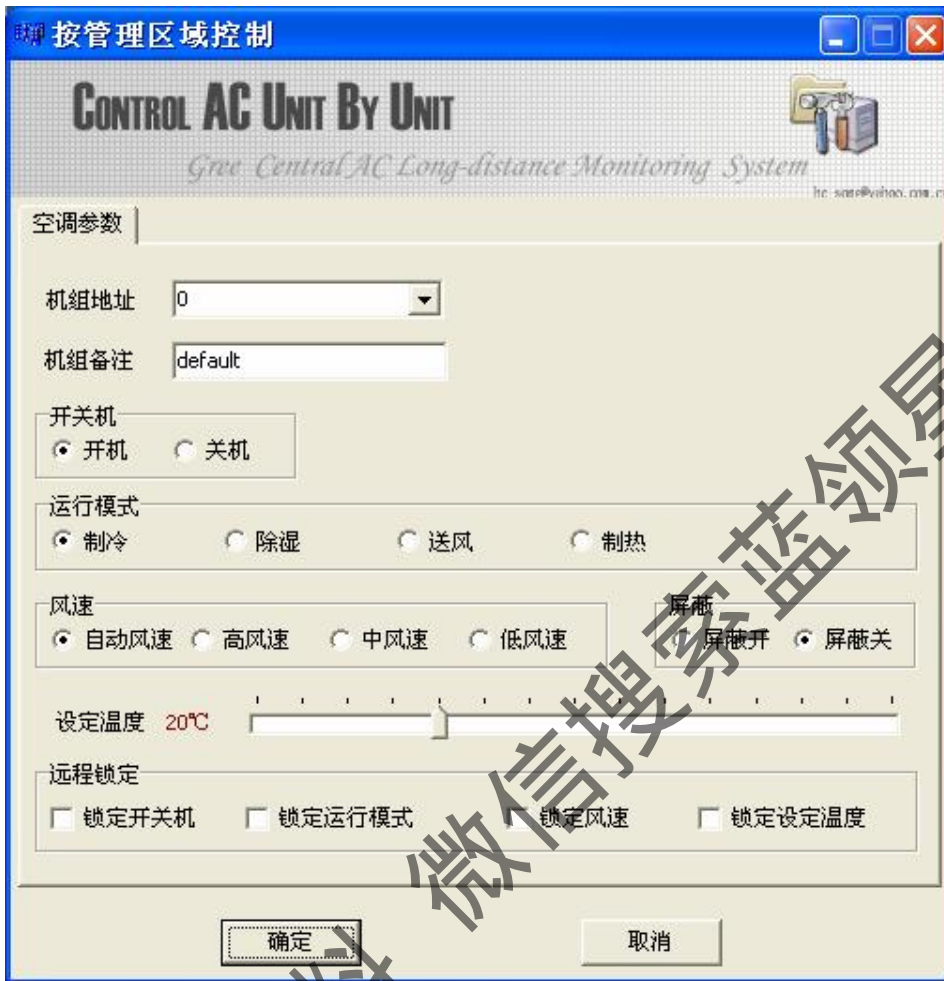 按管理区域控制
CONTROL AC UNIT BY UNIT
Gree Central AC Long-distance Monitoring System
空调参数
机组地址 0
机组备注 default
开关机
开机 关机
运行模式
制冷 除湿 送风 制热
风速 屏蔽
自动风速 高风速 中风速 低风速 屏蔽开 屏蔽关
设定温度 20℃
远程锁定
锁定开关机 锁定运行模式 锁定风速 锁定设定温度
确定 取消
料 微信搜索蓝领星